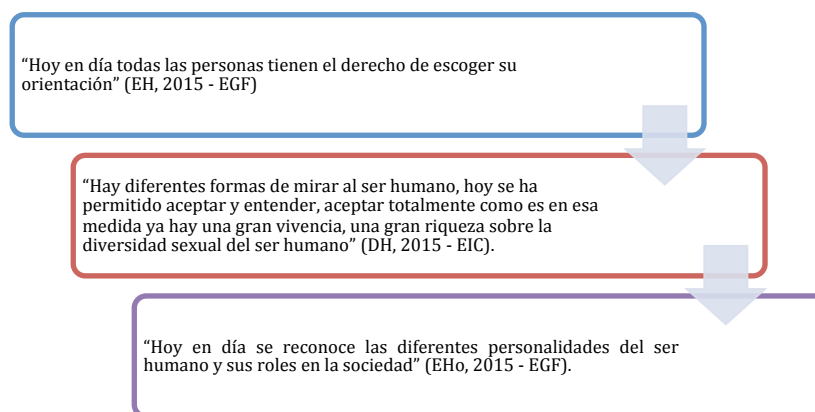 “Hoy en día todas las personas tienen el derecho de escoger su
orientación” (EH, 2015 - EGF)
“Hay diferentes formas de mirar al ser humano, hoy se ha
permitido aceptar y entender, aceptar totalmente como es en esa
medida ya hay una gran vivencia, una gran riqueza sobre la
diversidad sexual del ser humano” (DH, 2015 - EIC).
“Hoy en día se reconoce las diferentes personalidades del ser
humano y sus roles en la sociedad” (EHo, 2015 - EGF).